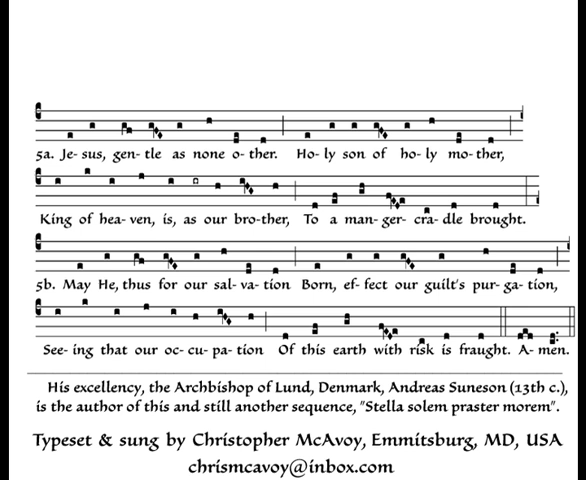 5a. Je- sus, gen- tle as none o- ther. Ho- ly son of ho- ly mo- ther,
King of hea- ven, is, as our bro- ther, To a man- ger- cra- dle brought.
5b. May He, thus for our sal- va- tion Born, ef- fect our guilt's pur- ga- tion,
See- ing that our oc- cu- pa- tion Of this earth with risk is fraught. A- men.
His excellency, the Archbishop of Lund, Denmark, Andreas Suneson (13th c.),
is the author of this and still another sequence, "Stella solem praster morem".
Typeset & sung by Christopher McAvoy, Emmitsburg, MD, USA
chrismcavoy@inbox.com